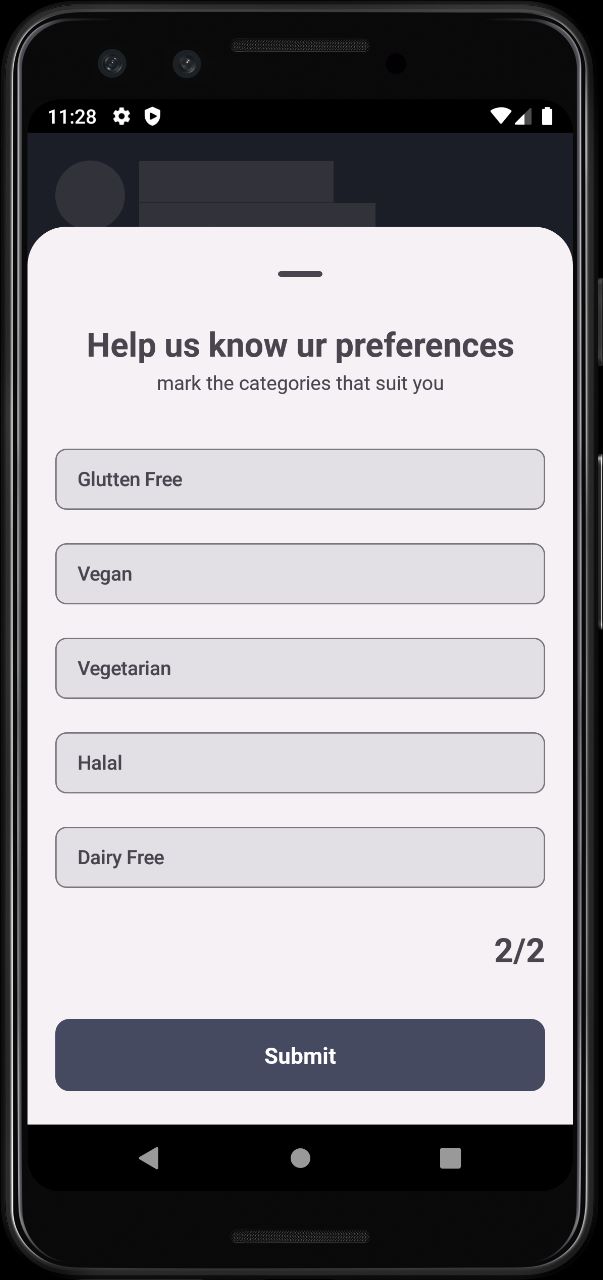 11:28
Help us know ur preferences
mark the categories that suit you
Glutten Free
Vegan
Vegetarian
Halal
Dairy Free
2/2
Submit